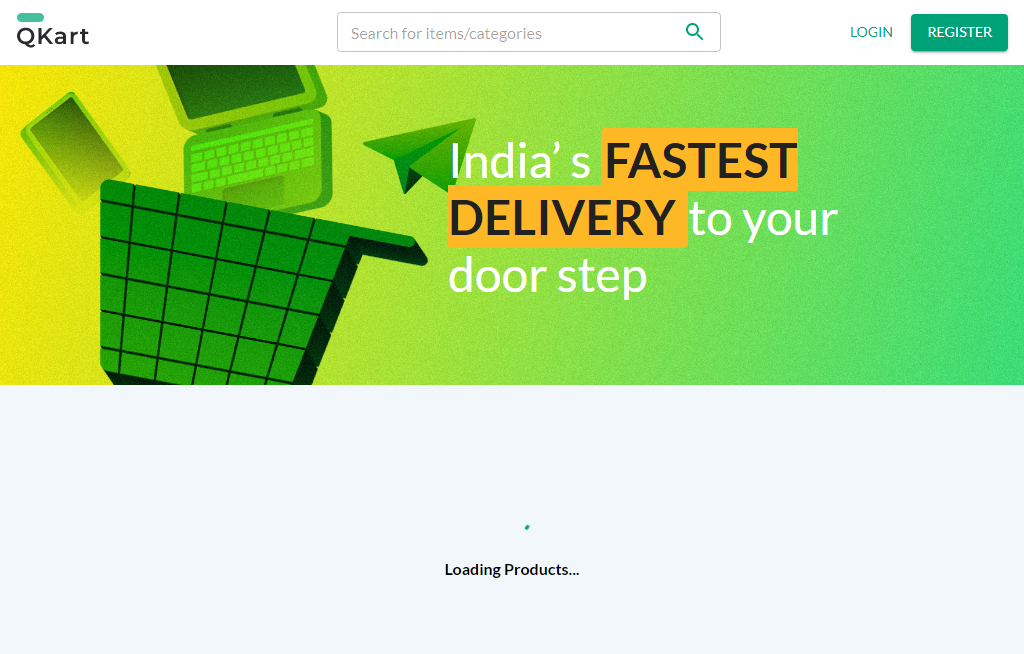 QKart
Search for items/categories
LOGIN
REGISTER
India’ s FASTEST
DELIVERY to your
door step
Loading Products...